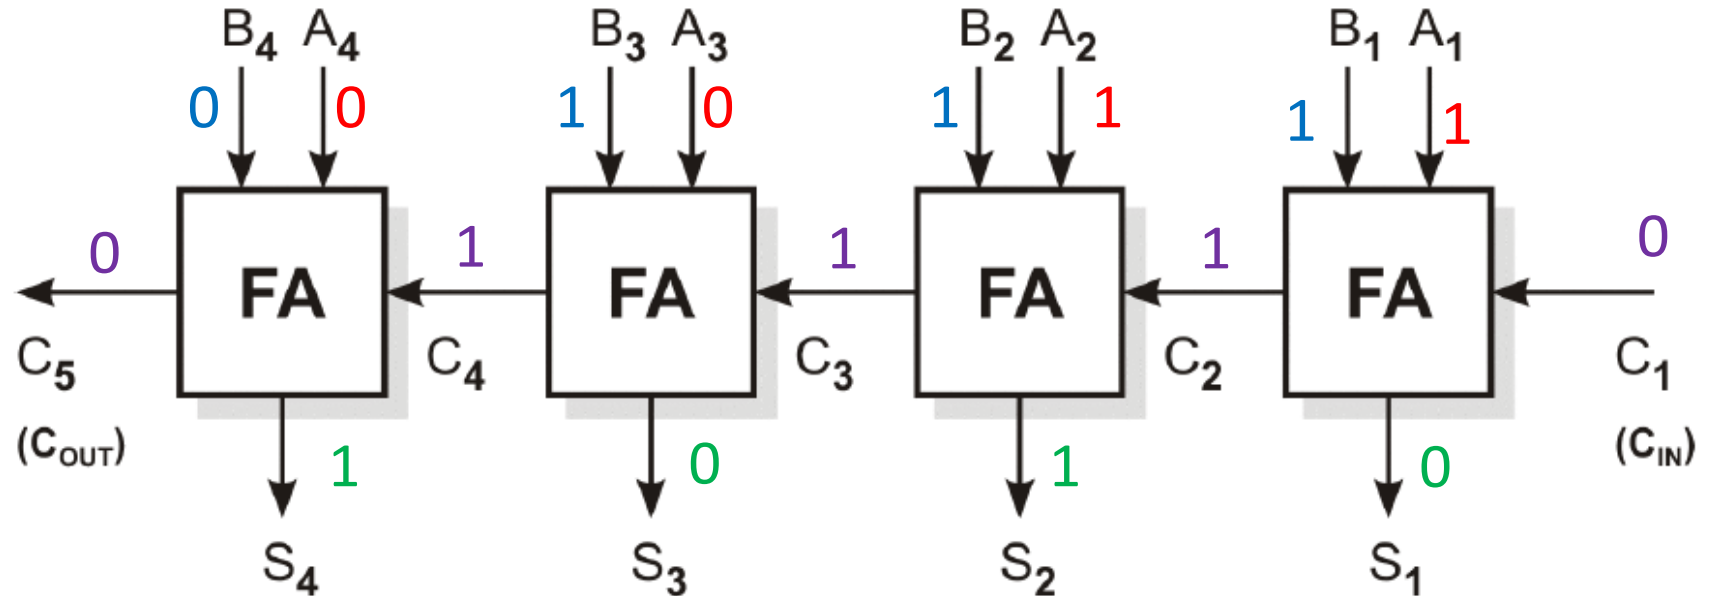 B4 A4 B3 A3 B2 A2 B1 A1
0 0 1 0 1 1 1 1
0 1 1 1 0
FA FA FA FA
C5 C4 C3 C2 C1
(COUT) (CIN)
1 0 1 0
S4 S3 S2 S1